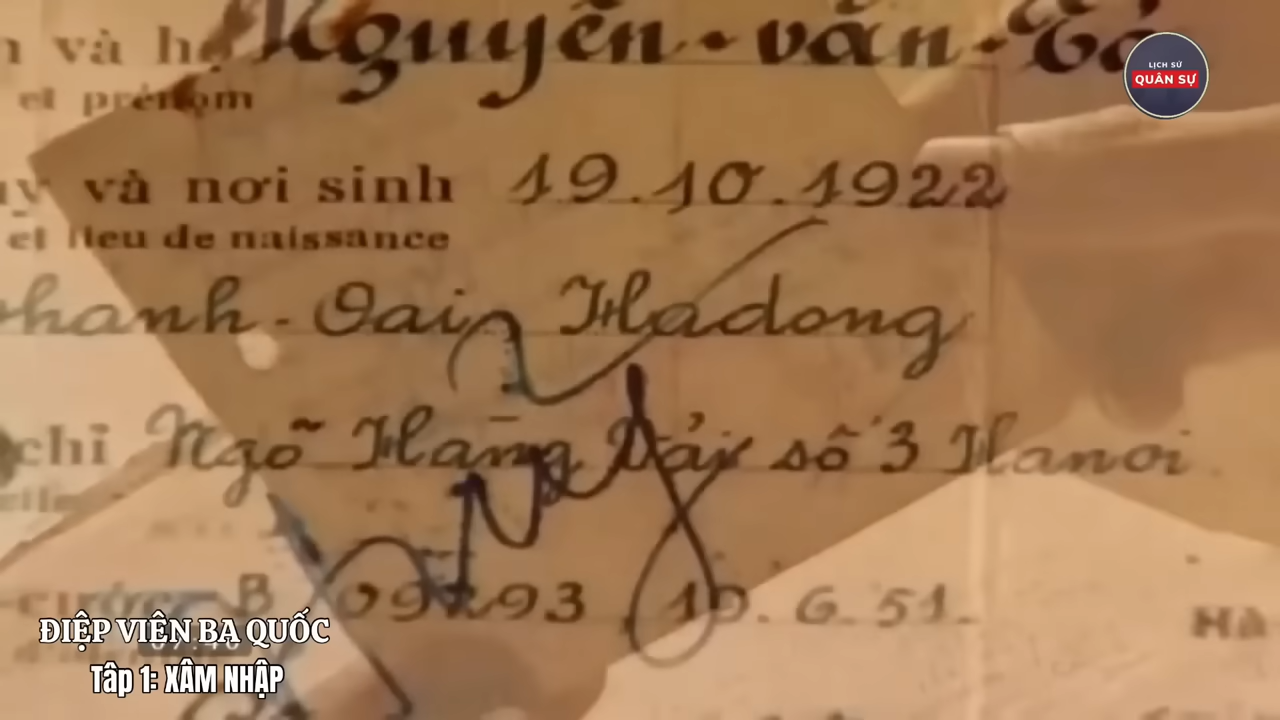 và họ Nguyễn-văn-Tá
et prénom
LỊCH SỬ
QUÂN SỰ
và nơi sinh 19.10.1922
et lieu de naissance
Thanh-Oai, Hadong
chỉ Ngõ Hàng số 3 Hanoi
B 93 19.6.51.
ĐIỆP VIÊN BA QUỐC
Tập 1: XÂM NHẬP